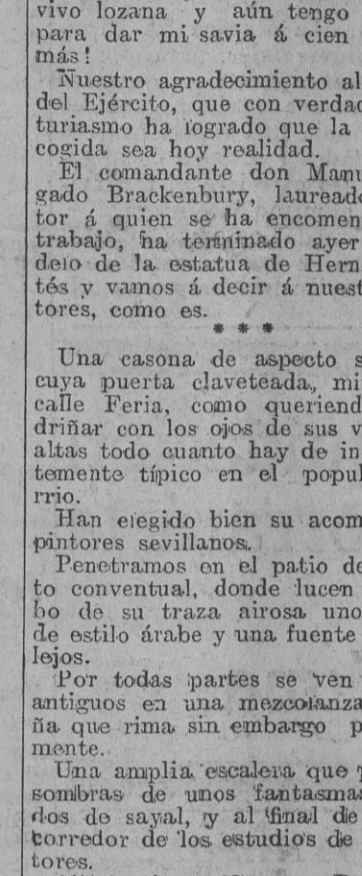 vivo lozana y aún tengo
para dar mi savia á cien
más!
Nuestro agradecimiento al
del Ejército, que con verdad
turiasmo ha logrado que la
cogida sea hoy realidad.
El comandante don Manu
gado Brackenbury, laureado
tor á quien se ha encomen
trabajo, ha terminado ayer
delo de la estatua de Hern
tés y vamos á decir á nuest
tores, como es.
* * *
Una casona de aspecto s
cuya puerta claveteada, mi
calle Feria, como queriend
driñar con los ojos de sus v
altas todo cuanto hay de in
temente típico en el popul
rrio.
Han elegido bien su acom
pintores sevillanos.
Penetramos en el patio de
to conventual, donde lucen
bo de su traza airosa uno
de estilo árabe y una fuente
lejos.
Por todas partes se ven
antiguos en una mezcolanza
ña que rima sin embargo p
mente.
Una amplia escalera que
sombras de unos fantasmas
dos de sayal, y al final de
corredor de los estudios de
tores.